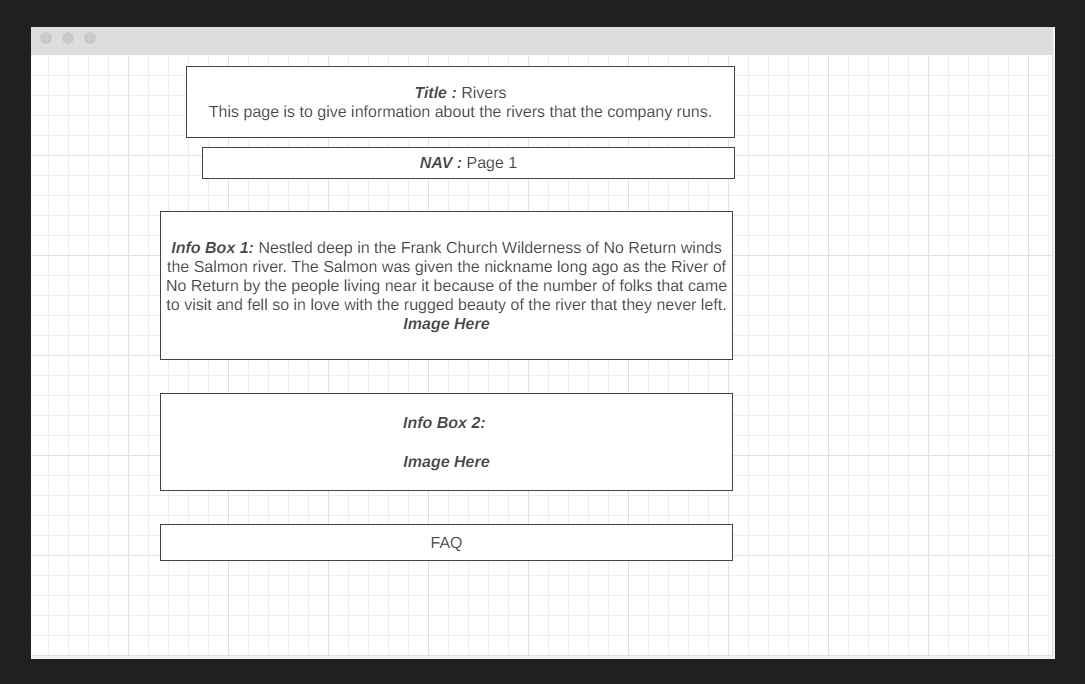 Title : Rivers
This page is to give information about the rivers that the company runs.
NAV : Page 1
Info Box 1: Nestled deep in the Frank Church Wilderness of No Return winds
the Salmon river. The Salmon was given the nickname long ago as the River of
No Return by the people living near it because of the number of folks that came
to visit and fell so in love with the rugged beauty of the river that they never left.
Image Here
Info Box 2:
Image Here
FAQ